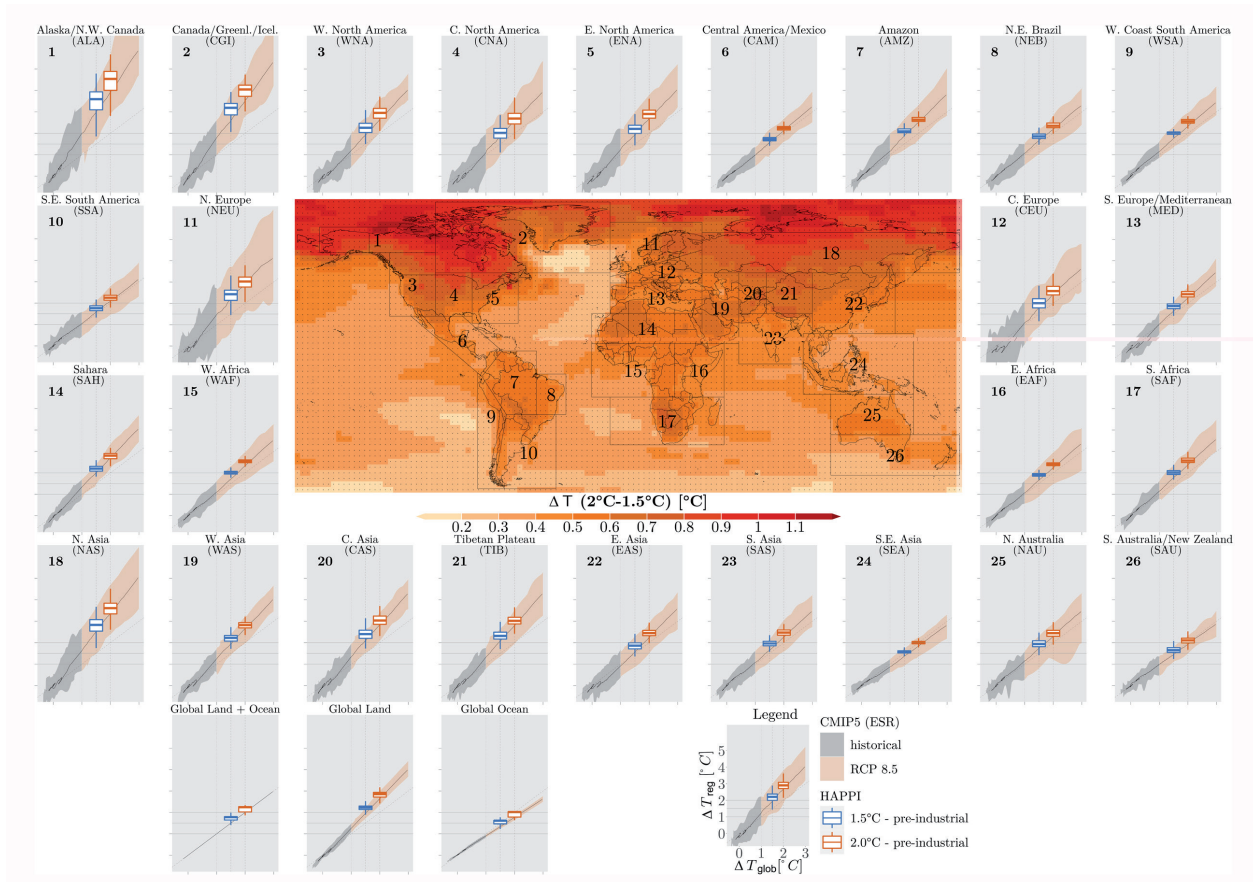 Alaska/N.W. Canada
(ALA)
1
Canada/Greenl./Icel.
(CGI)
2
W. North America
(WNA)
3
C. North America
(CNA)
4
E. North America
(ENA)
5
Central America/Mexico
(CAM)
6
Amazon
(AMZ)
7
N.E. Brazil
(NEB)
8
W. Coast South America
(WSA)
9
S.E. South America
(SSA)
10
N. Europe
(NEU)
11
C. Europe
(CEU)
12
S. Europe/Mediterranean
(MED)
13
1
2
3
4
5
6
7
8
9
10
11
12
13
14
15
16
17
18
19
20
21
22
23
24
25
26
Sahara
(SAH)
14
W. Africa
(WAF)
15
E. Africa
(EAF)
16
S. Africa
(SAF)
17
Δ T (2°C-1.5°C) [°C]
0.2 0.3 0.4 0.5 0.6 0.7 0.8 0.9 1 1.1
N. Asia
(NAS)
18
W. Asia
(WAS)
19
C. Asia
(CAS)
20
Tibetan Plateau
(TIB)
21
E. Asia
(EAS)
22
S. Asia
(SAS)
23
S.E. Asia
(SEA)
24
N. Australia
(NAU)
25
S. Australia/New Zealand
(SAU)
26
Global Land + Ocean
Global Land
Global Ocean
Legend
Δ Treg [°C]
5
4
3
2
1
0
0 1 2 3
Δ Tglob[°C]
CMIP5 (ESR)
historical
RCP 8.5
HAPPI
1.5°C - pre-industrial
2.0°C - pre-industrial